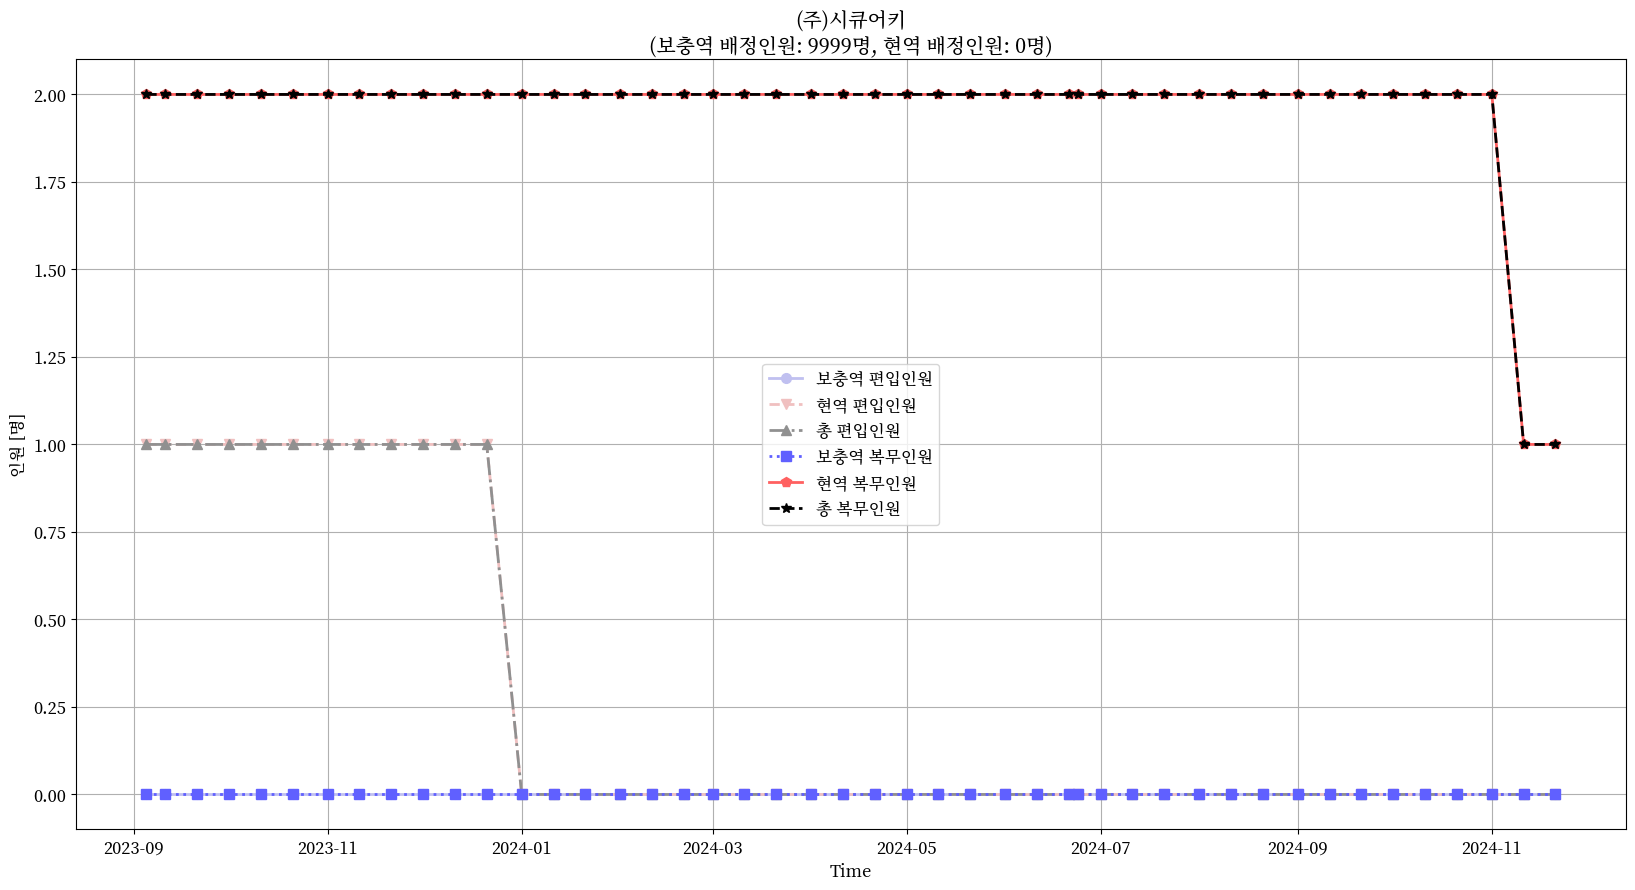 (주)시큐어키
(보충역 배정인원: 9999명, 현역 배정인원: 0명)
2.00
1.75
1.50
1.25
1.00
0.75
0.50
0.25
0.00
인원 [명]
보충역 편입인원
현역 편입인원
총 편입인원
보충역 복무인원
현역 복무인원
총 복무인원
2023-09
2023-11
2024-01
2024-03
2024-05
2024-07
2024-09
2024-11
Time